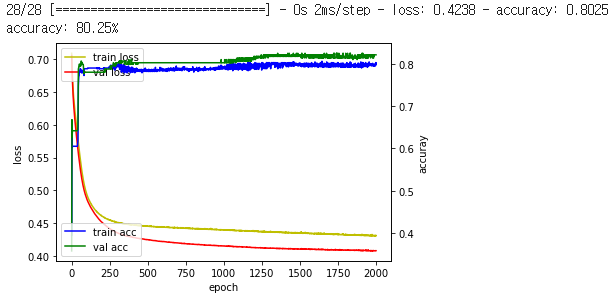 28/28 [==============================] - 0s 2ms/step - loss: 0.4238 - accuracy: 0.8025
accuracy: 80.25%
train loss
val loss
0.70
0.65
0.60
0.55
0.50
0.45
0.40
loss
0.8
0.7
0.6
0.5
0.4
accuray
train acc
val acc
0 250 500 750 1000 1250 1500 1750 2000
epoch